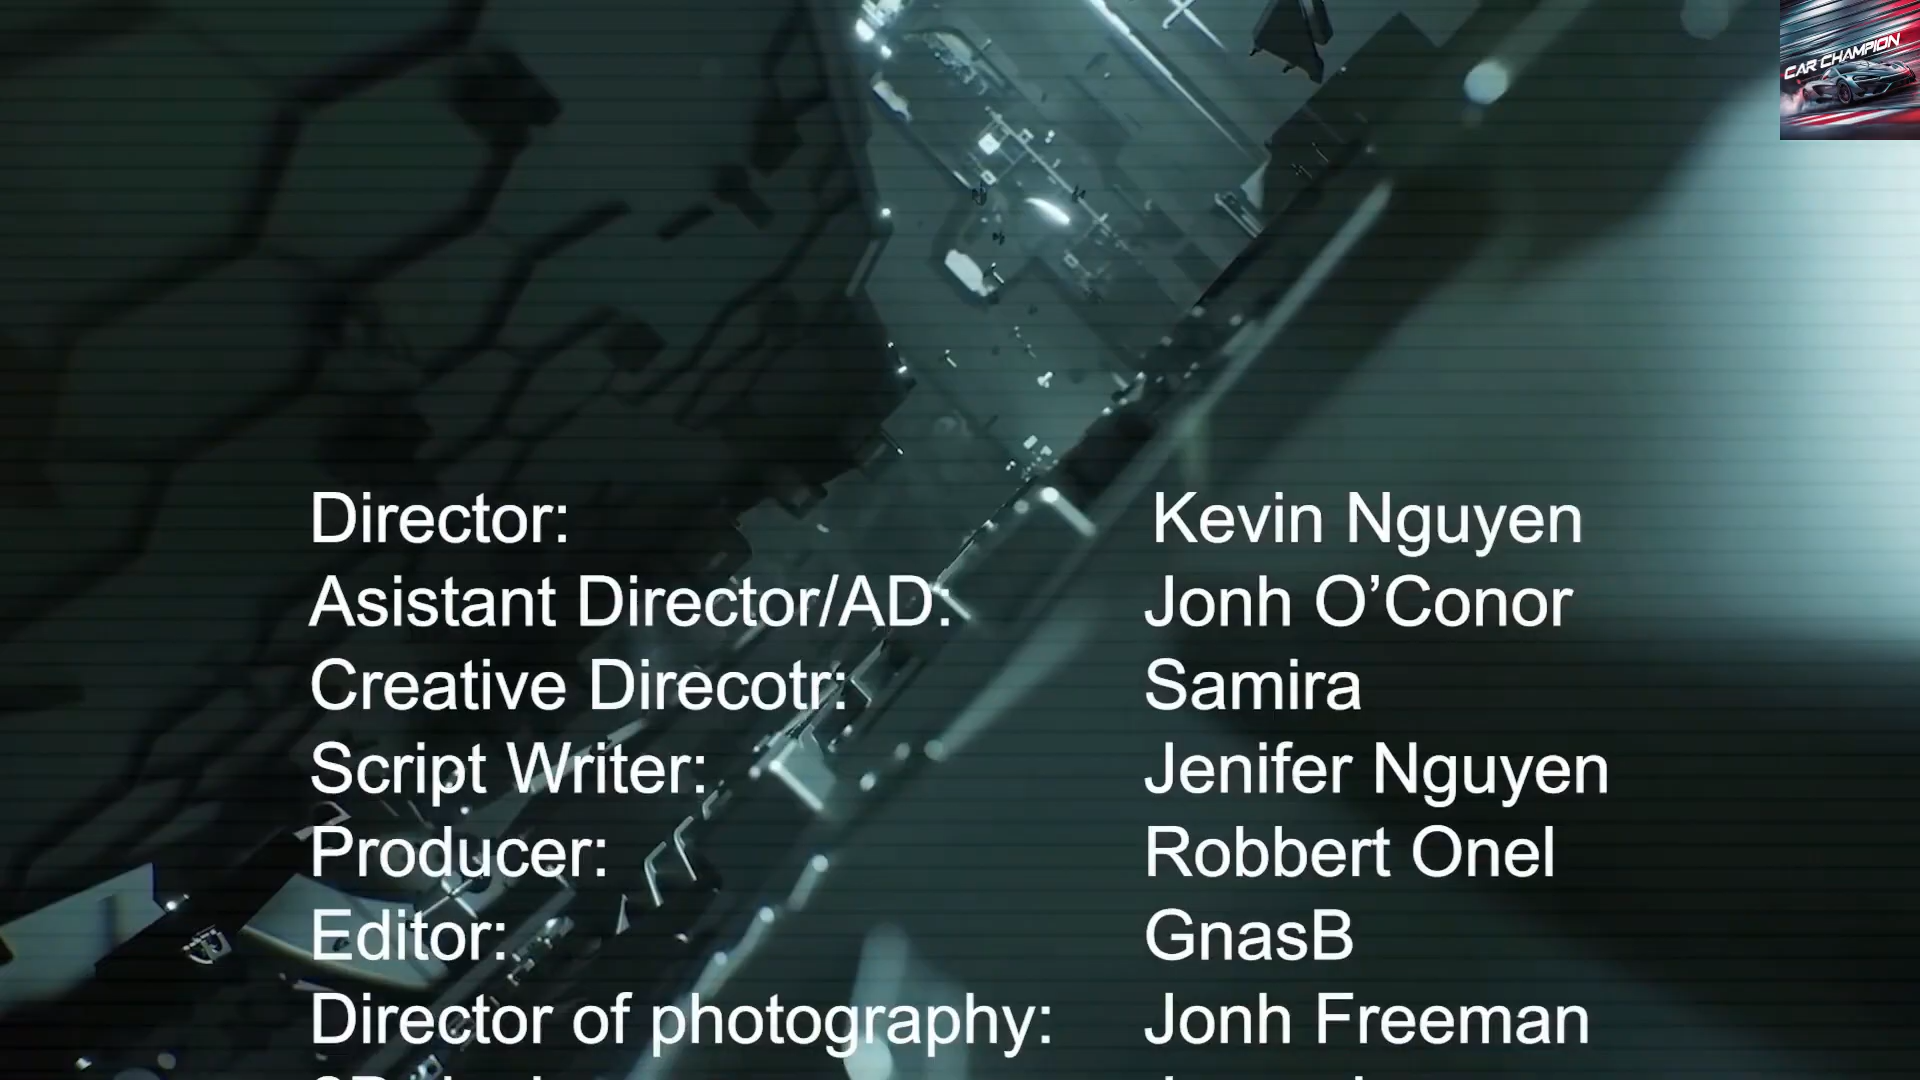 CAR CHAMPION
Director: Kevin Nguyen
Asistant Director/AD: Jonh O’Conor
Creative Direcotr: Samira
Script Writer: Jenifer Nguyen
Producer: Robbert Onel
Editor: GnasB
Director of photography: Jonh Freeman